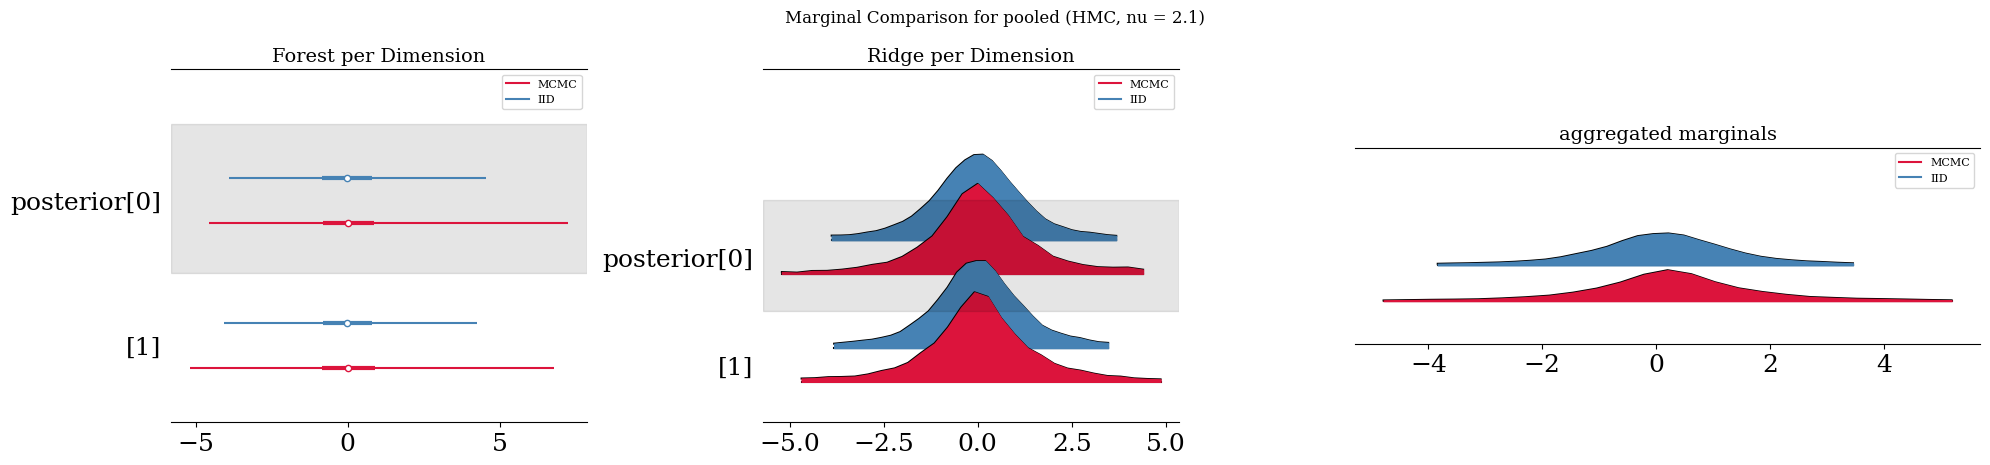 Marginal Comparison for pooled (HMC, nu = 2.1)
Forest per Dimension
MCMC
IID
posterior[0]
[1]
−5 0 5
Ridge per Dimension
MCMC
IID
posterior[0]
[1]
−5.0 −2.5 0.0 2.5 5.0
aggregated marginals
MCMC
IID
−4 −2 0 2 4